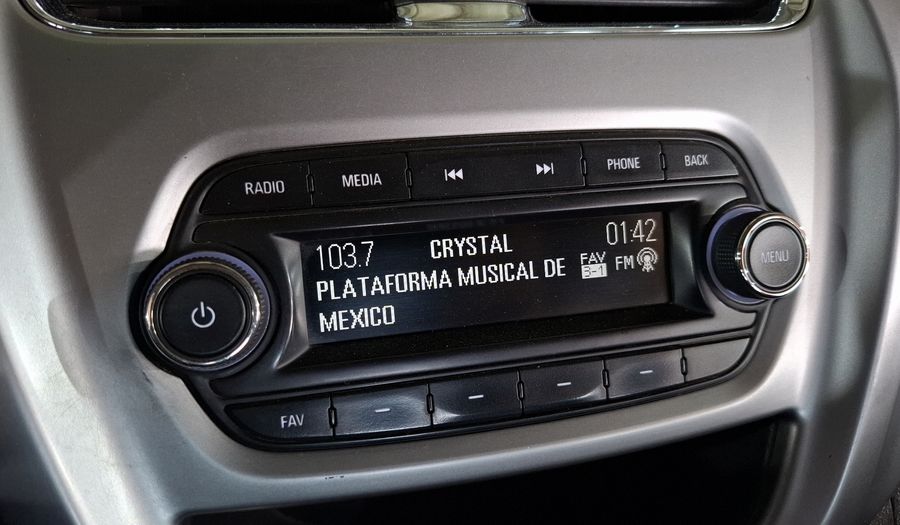 RADIO MEDIA PHONE BACK
103.7 CRYSTAL 01:42
PLATAFORMA MUSICAL DE FAV FM
3-1
MEXICO
MENU
FAV